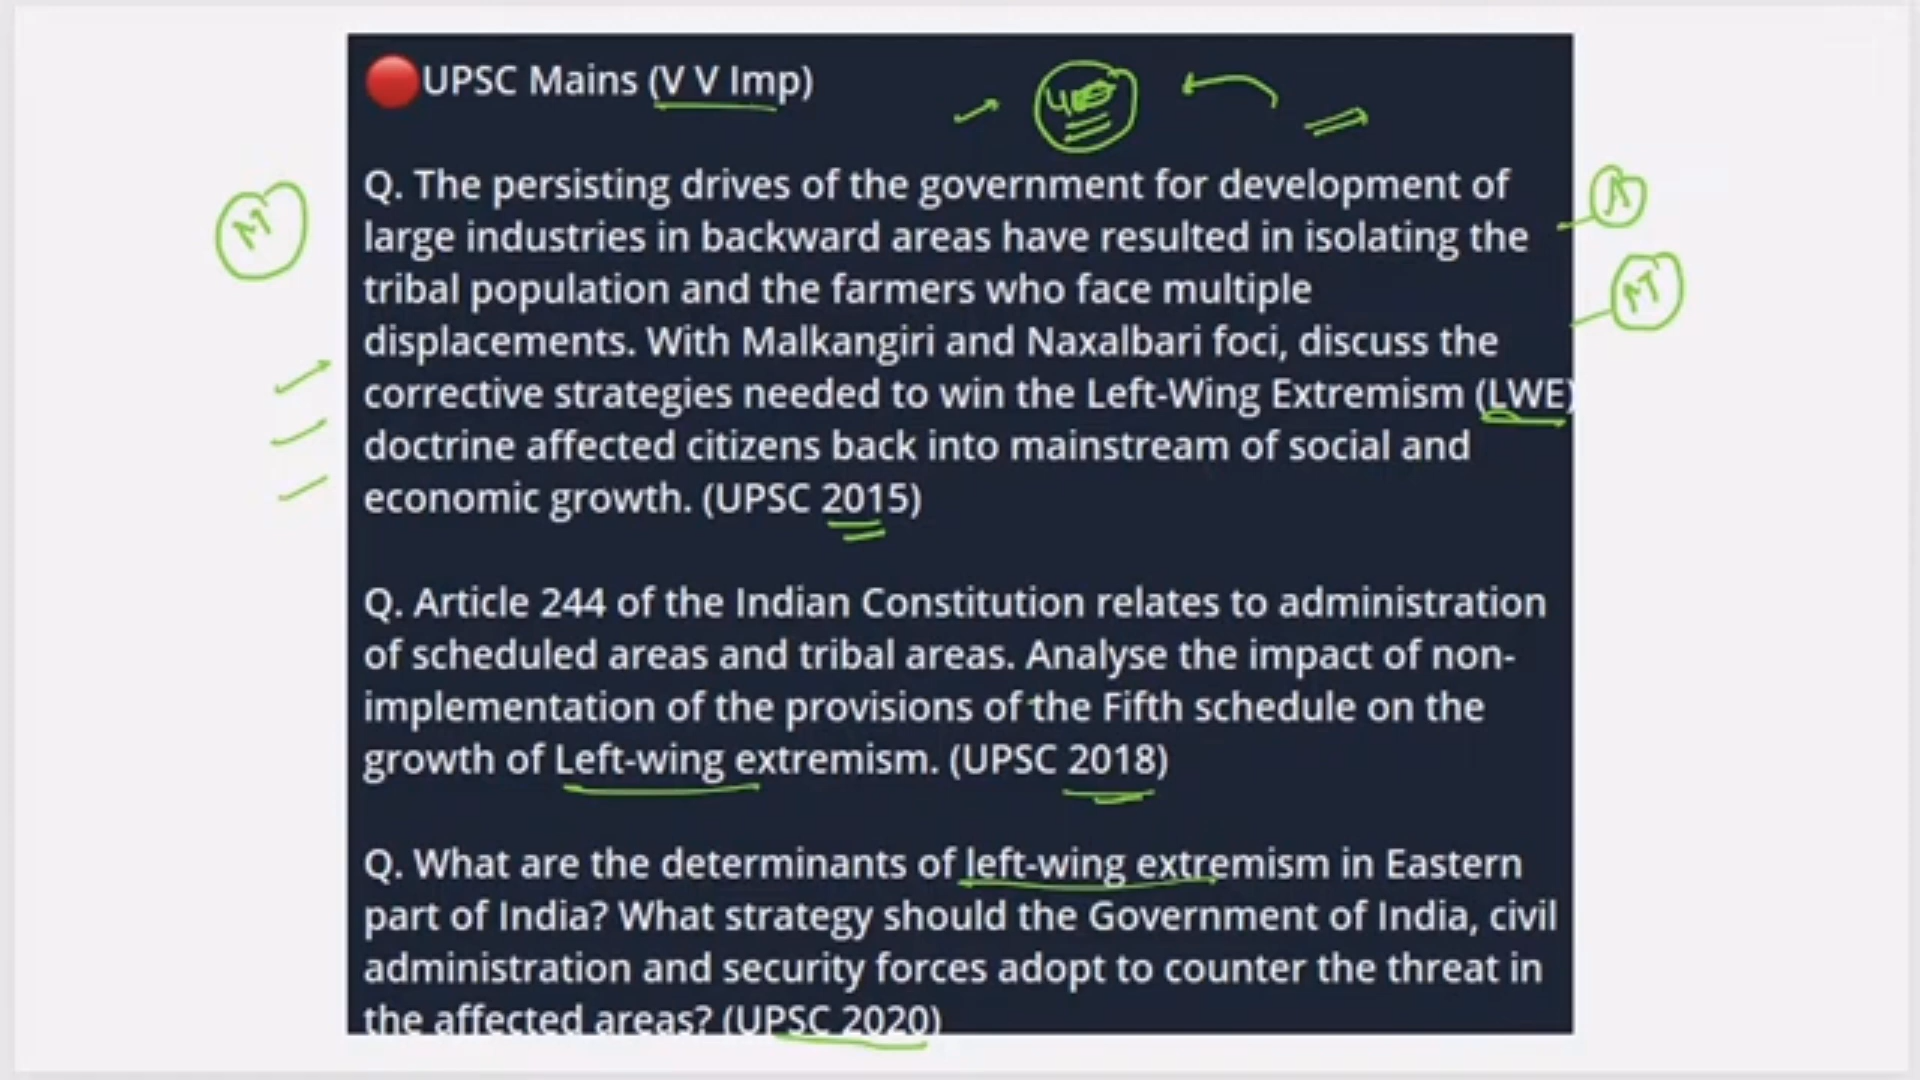 UPSC Mains (V V Imp)
Q. The persisting drives of the government for development of
large industries in backward areas have resulted in isolating the
tribal population and the farmers who face multiple
displacements. With Malkangiri and Naxalbari foci, discuss the
corrective strategies needed to win the Left-Wing Extremism (LWE)
doctrine affected citizens back into mainstream of social and
economic growth. (UPSC 2015)
Q. Article 244 of the Indian Constitution relates to administration
of scheduled areas and tribal areas. Analyse the impact of non-
implementation of the provisions of the Fifth schedule on the
growth of Left-wing extremism. (UPSC 2018)
Q. What are the determinants of left-wing extremism in Eastern
part of India? What strategy should the Government of India, civil
administration and security forces adopt to counter the threat in
the affected areas? (UPSC 2020)
M
A
MT